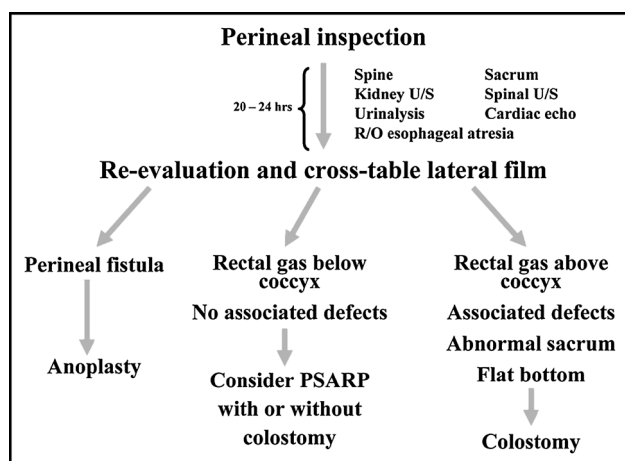 Perineal inspection
20 – 24 hrs
Spine Sacrum
Kidney U/S Spinal U/S
Urinalysis Cardiac echo
R/O esophageal atresia
Re-evaluation and cross-table lateral film
Perineal fistula
Anoplasty
Rectal gas below
coccyx
No associated defects
Consider PSARP
with or without
colostomy
Rectal gas above
coccyx
Associated defects
Abnormal sacrum
Flat bottom
Colostomy